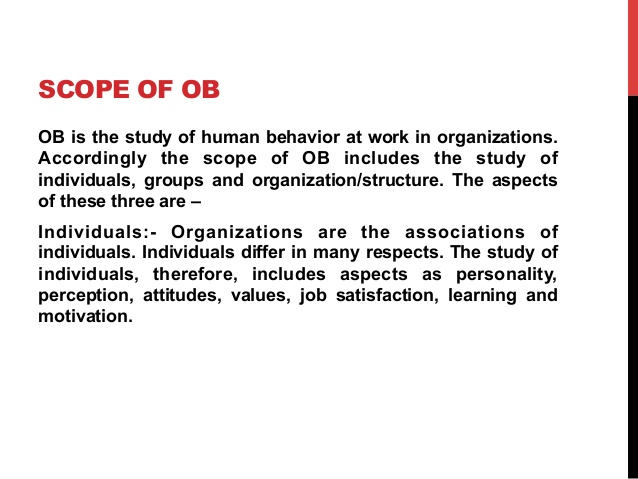 SCOPE OF OB
OB is the study of human behavior at work in organizations.
Accordingly the scope of OB includes the study of
individuals, groups and organization/structure. The aspects
of these three are –
Individuals:- Organizations are the associations of
individuals. Individuals differ in many respects. The study of
individuals, therefore, includes aspects as personality,
perception, attitudes, values, job satisfaction, learning and
motivation.